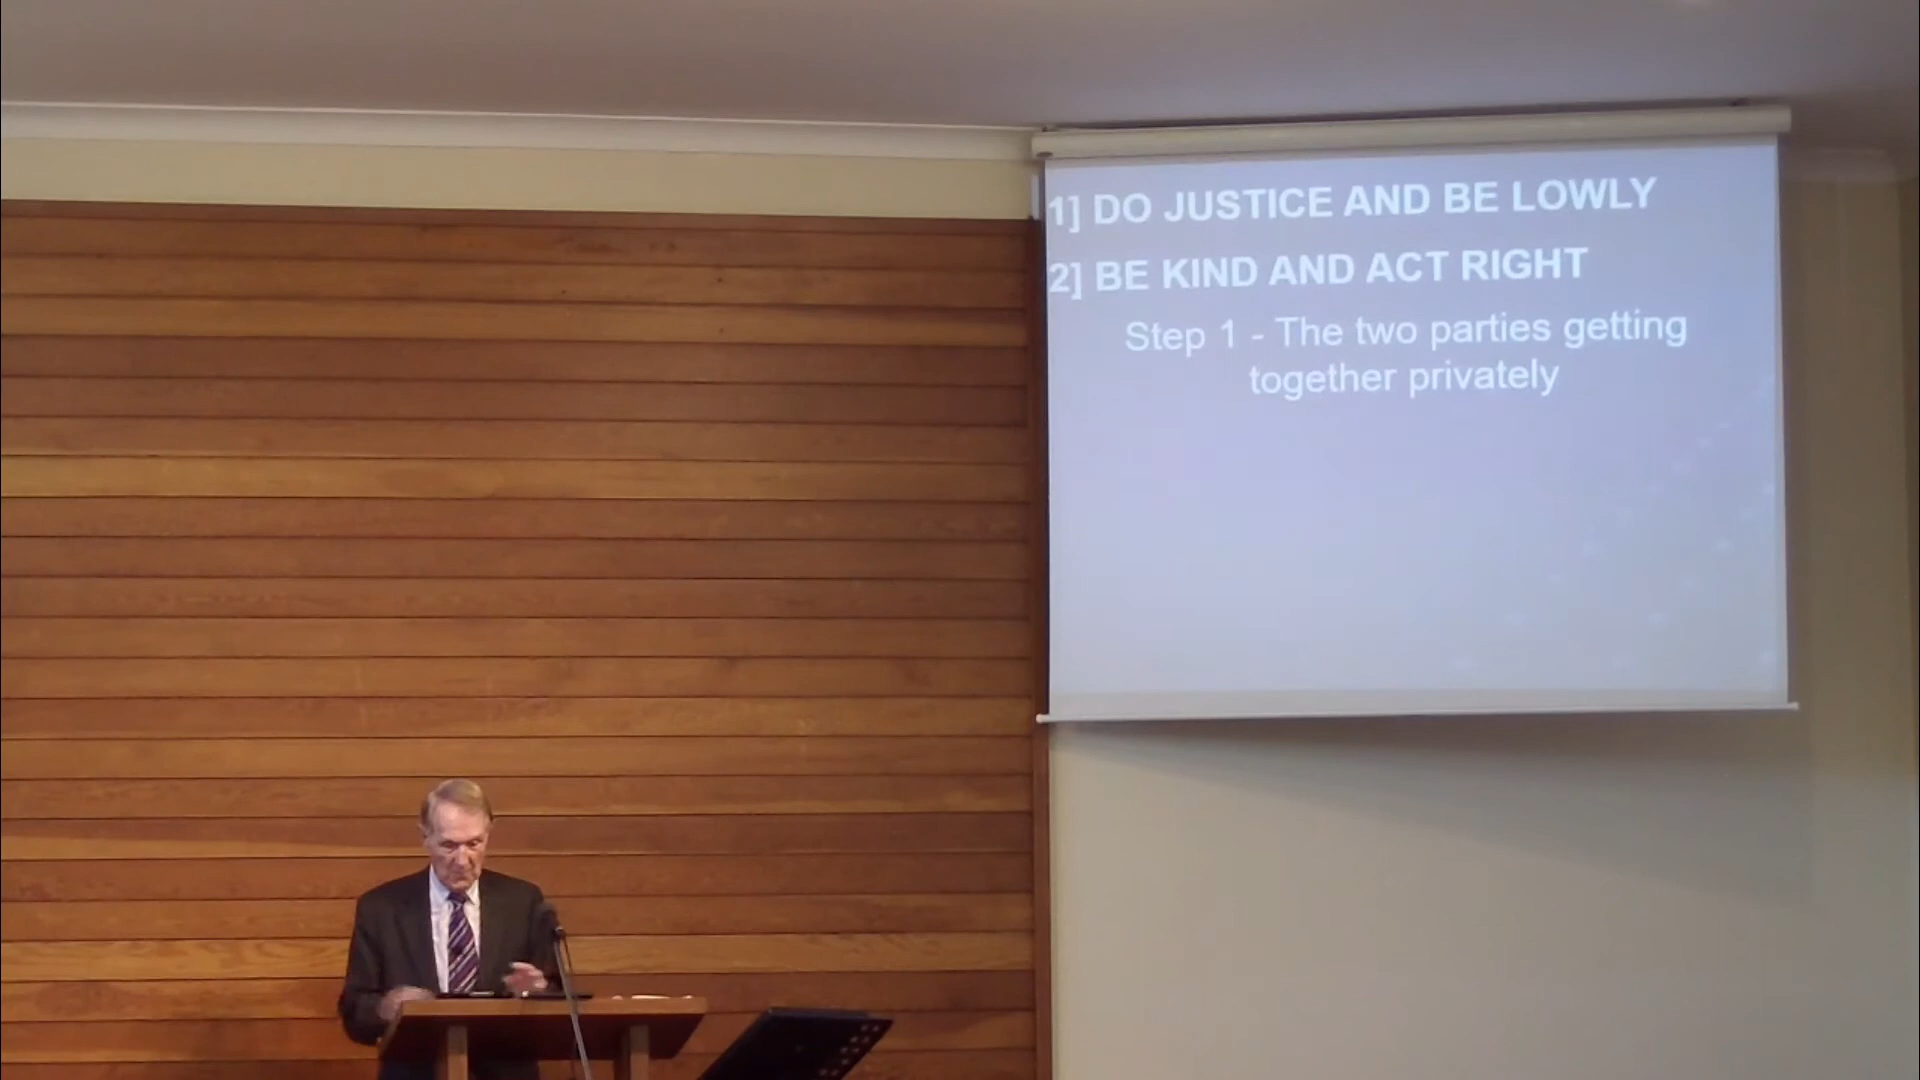 1] DO JUSTICE AND BE LOWLY
2] BE KIND AND ACT RIGHT
Step 1 - The two parties getting
together privately